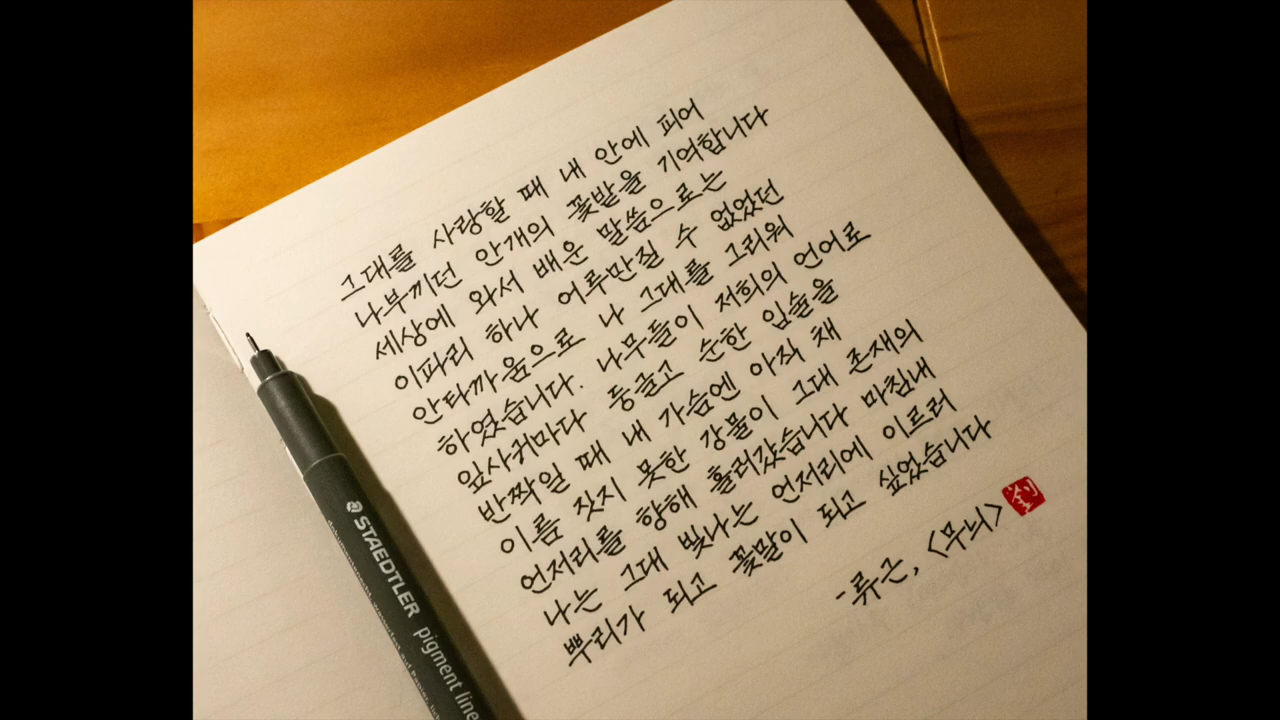 그대를 사랑할 때 내 안에 피어
나부끼던 안개의 꽃밭을 기억합니다
세상에 와서 배운 말씀으로는
이파리 하나 어루만질 수 없었던
안타까움으로 나 그대를 그리워
하였습니다. 나무들이 저희의 언어로
잎사귀마다 둥글고 순한 입술을
반짝일 때 내 가슴엔 아직 채
이름 짓지 못한 강물이 그대 존재의
언저리를 향해 흘러갔습니다 마침내
나는 그대 빛나는 언저리에 이르러
뿌리가 되고 꽃말이 되고 싶었습니다
- 류근, <무늬>
STAEDTLER
pigment line